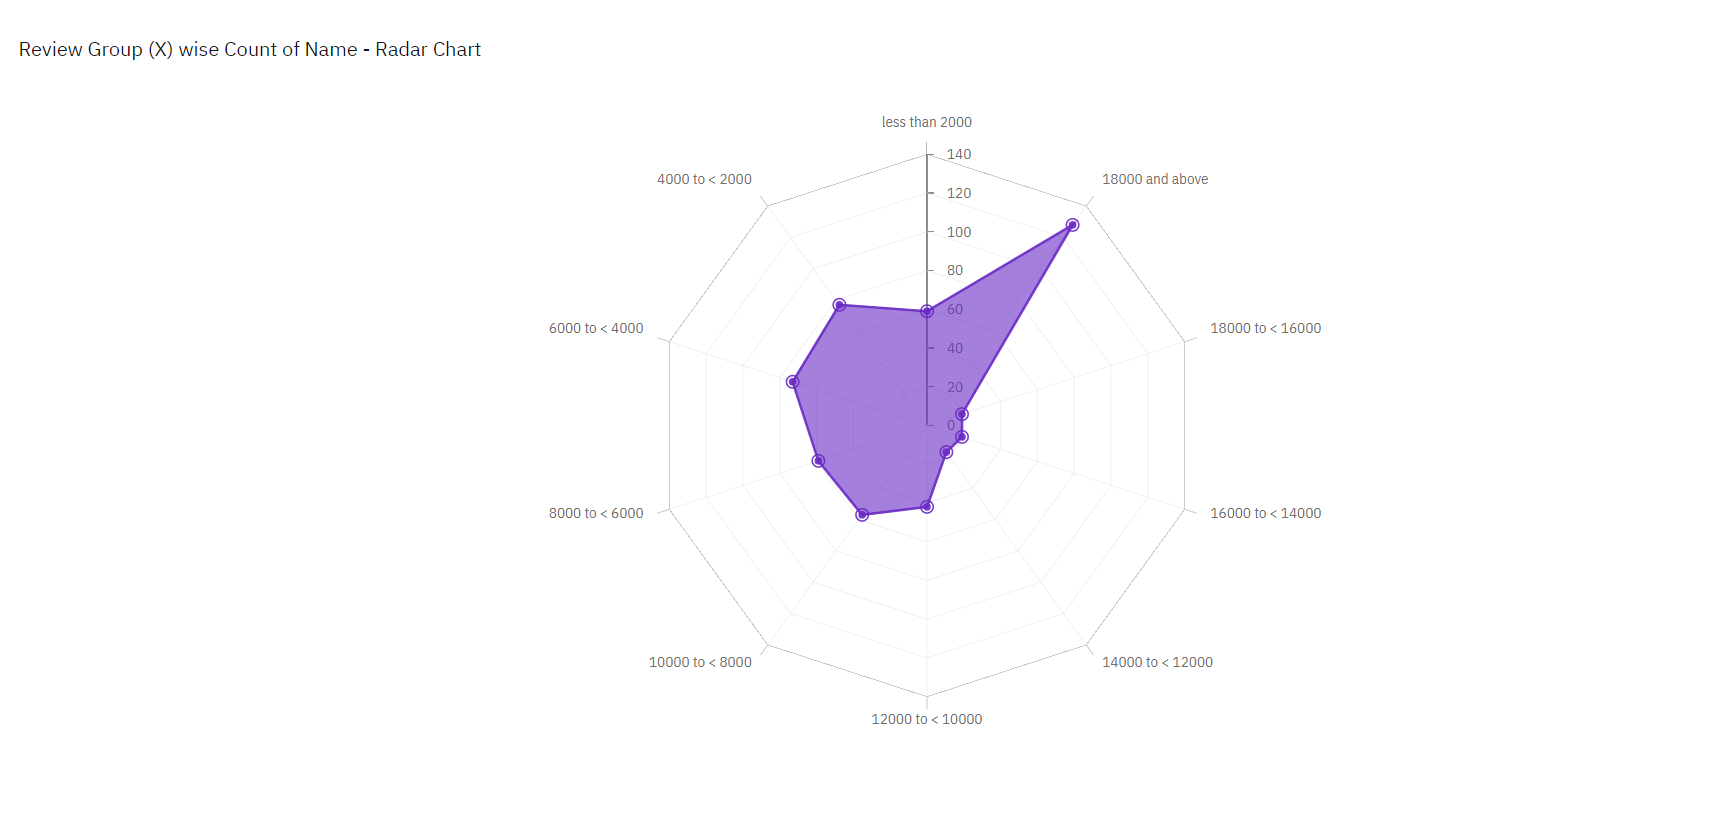 Review Group (X) wise Count of Name - Radar Chart
less than 2000
140
4000 to < 2000
18000 and above
120
100
80
60
6000 to < 4000
18000 to < 16000
40
20
0
8000 to < 6000
16000 to < 14000
10000 to < 8000
14000 to < 12000
12000 to < 10000